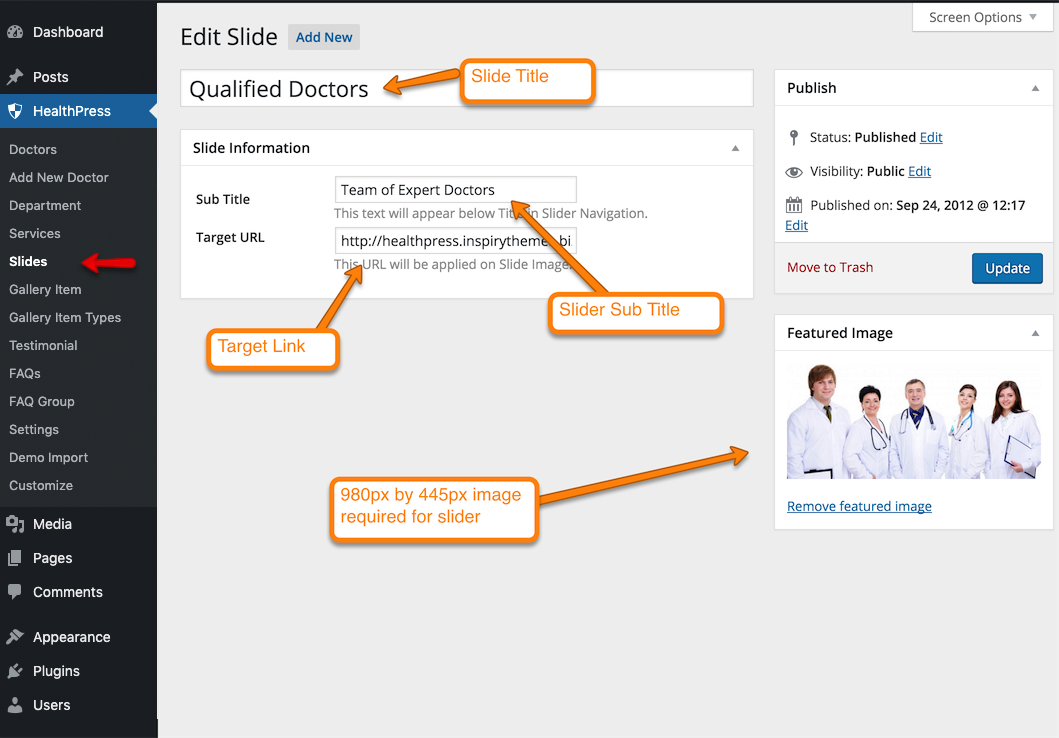 Screen Options
Dashboard
Posts
HealthPress
Doctors
Add New Doctor
Department
Services
Slides
Gallery Item
Gallery Item Types
Testimonial
FAQs
FAQ Group
Settings
Demo Import
Customize
Media
Pages
Comments
Appearance
Plugins
Users
Edit Slide Add New
Qualified Doctors
Slide Title
Slide Information
Sub Title
Team of Expert Doctors
This text will appear below Title in Slider Navigation.
Target URL
http://healthpress.inspirythemes.bi
This URL will be applied on Slide Image.
Slider Sub Title
Target Link
980px by 445px image
required for slider
Publish
Status: Published Edit
Visibility: Public Edit
Published on: Sep 24, 2012 @ 12:17
Edit
Move to Trash
Update
Featured Image
Remove featured image